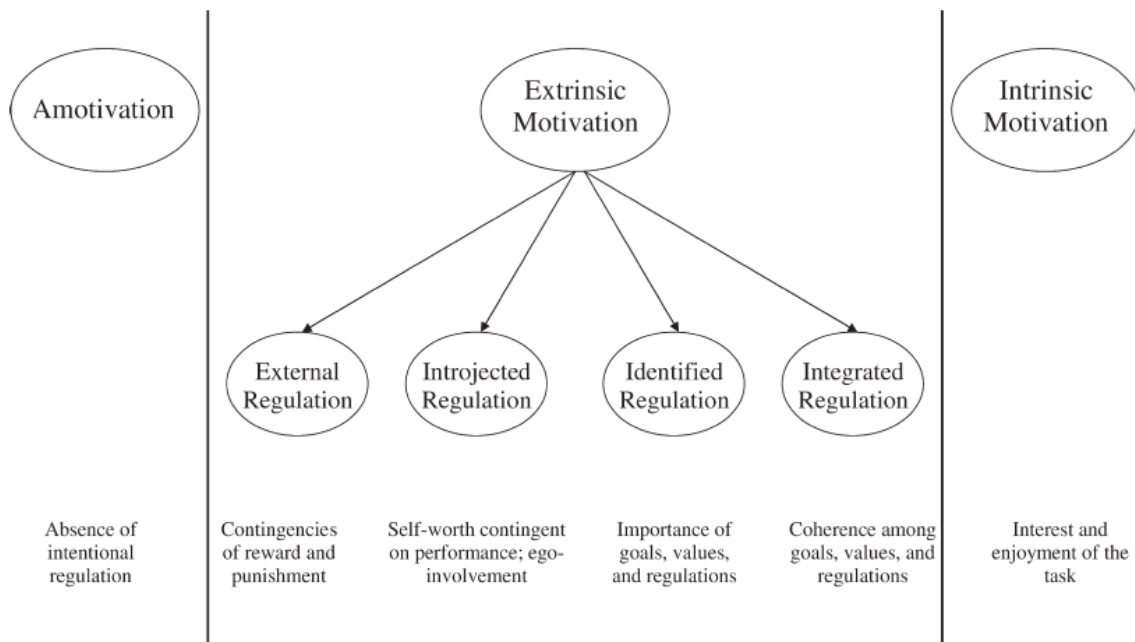 Amotivation
Extrinsic
Motivation
Intrinsic
Motivation
External
Regulation
Introjected
Regulation
Identified
Regulation
Integrated
Regulation
Absence of
intentional
regulation
Contingencies
of reward and
punishment
Self-worth contingent
on performance; ego-
involvement
Importance of
goals, values,
and regulations
Coherence among
goals, values, and
regulations
Interest and
enjoyment of the
task